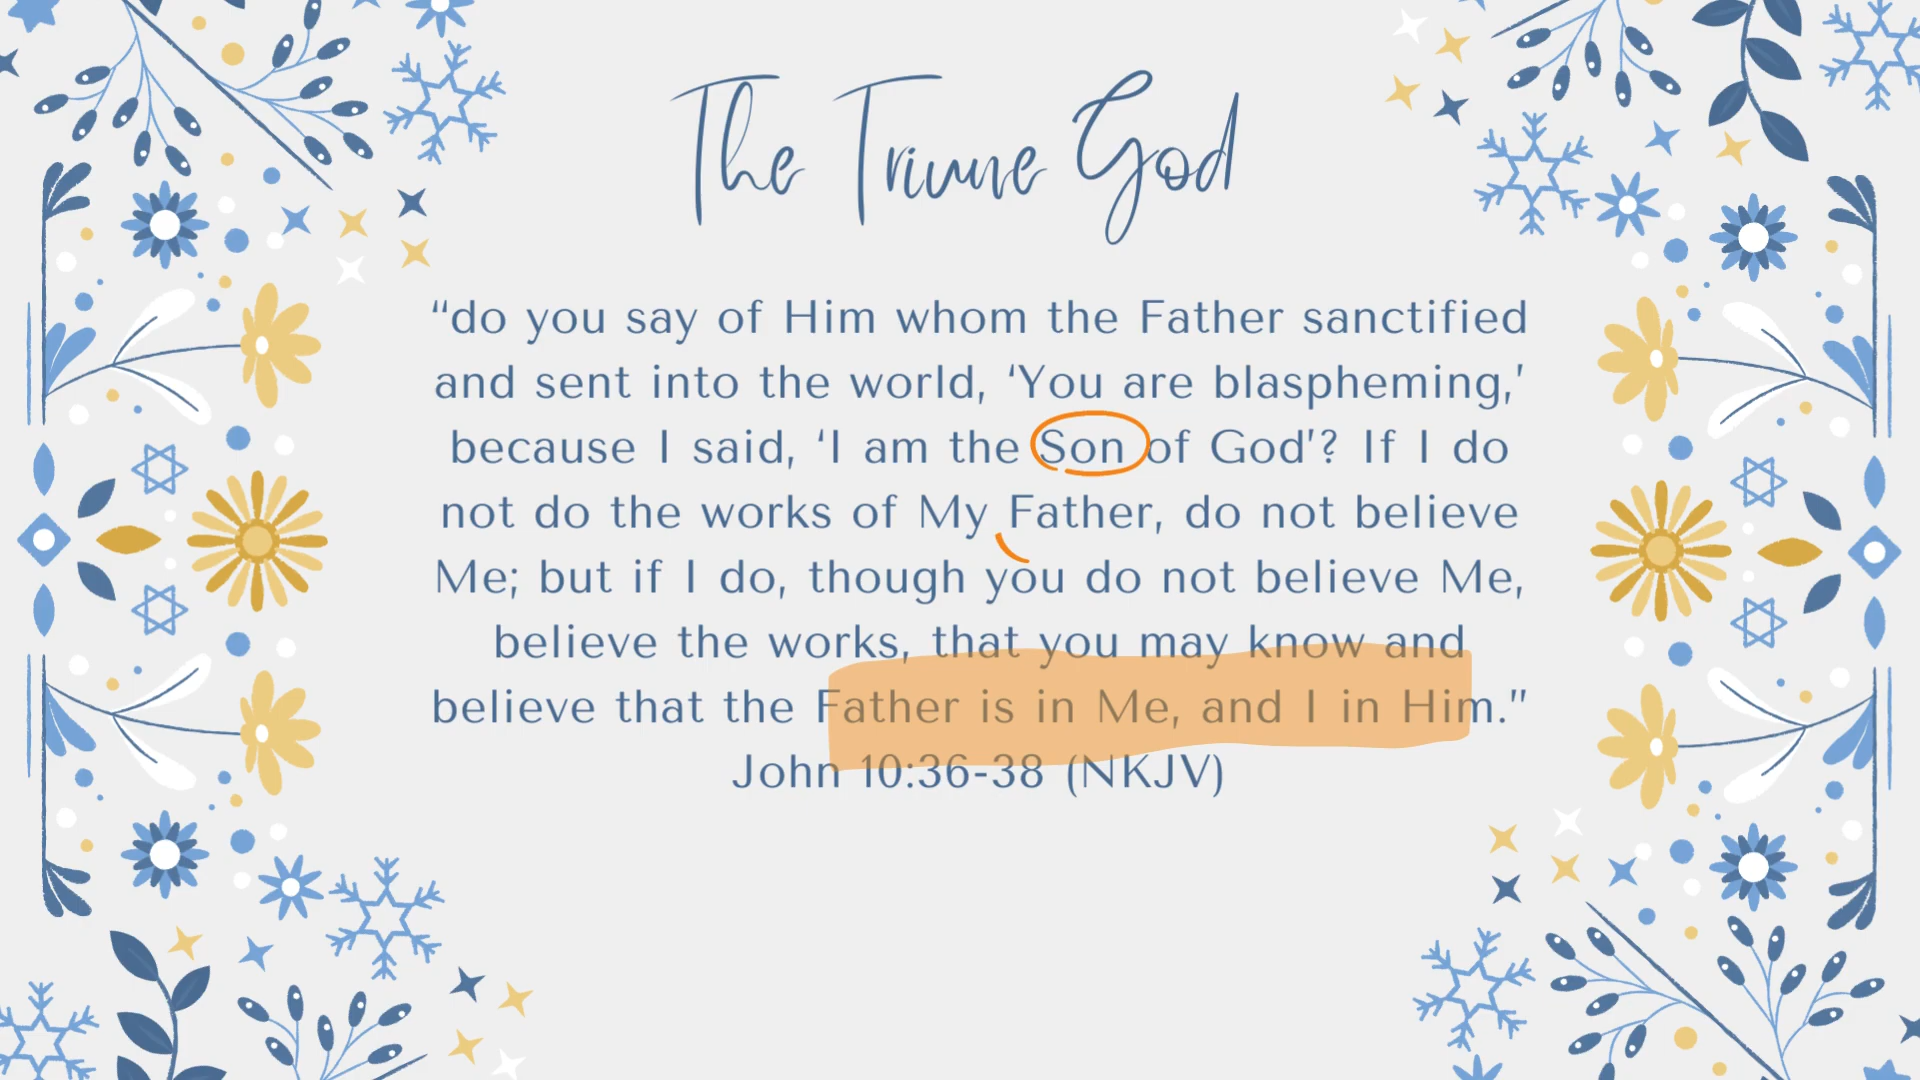 The Triune God
“do you say of Him whom the Father sanctified
and sent into the world, ‘You are blaspheming,’
because I said, ‘I am the Son of God’? If I do
not do the works of My Father, do not believe
Me; but if I do, though you do not believe Me,
believe the works, that you may know and
believe that the Father is in Me, and I in Him.”
John 10:36-38 (NKJV)